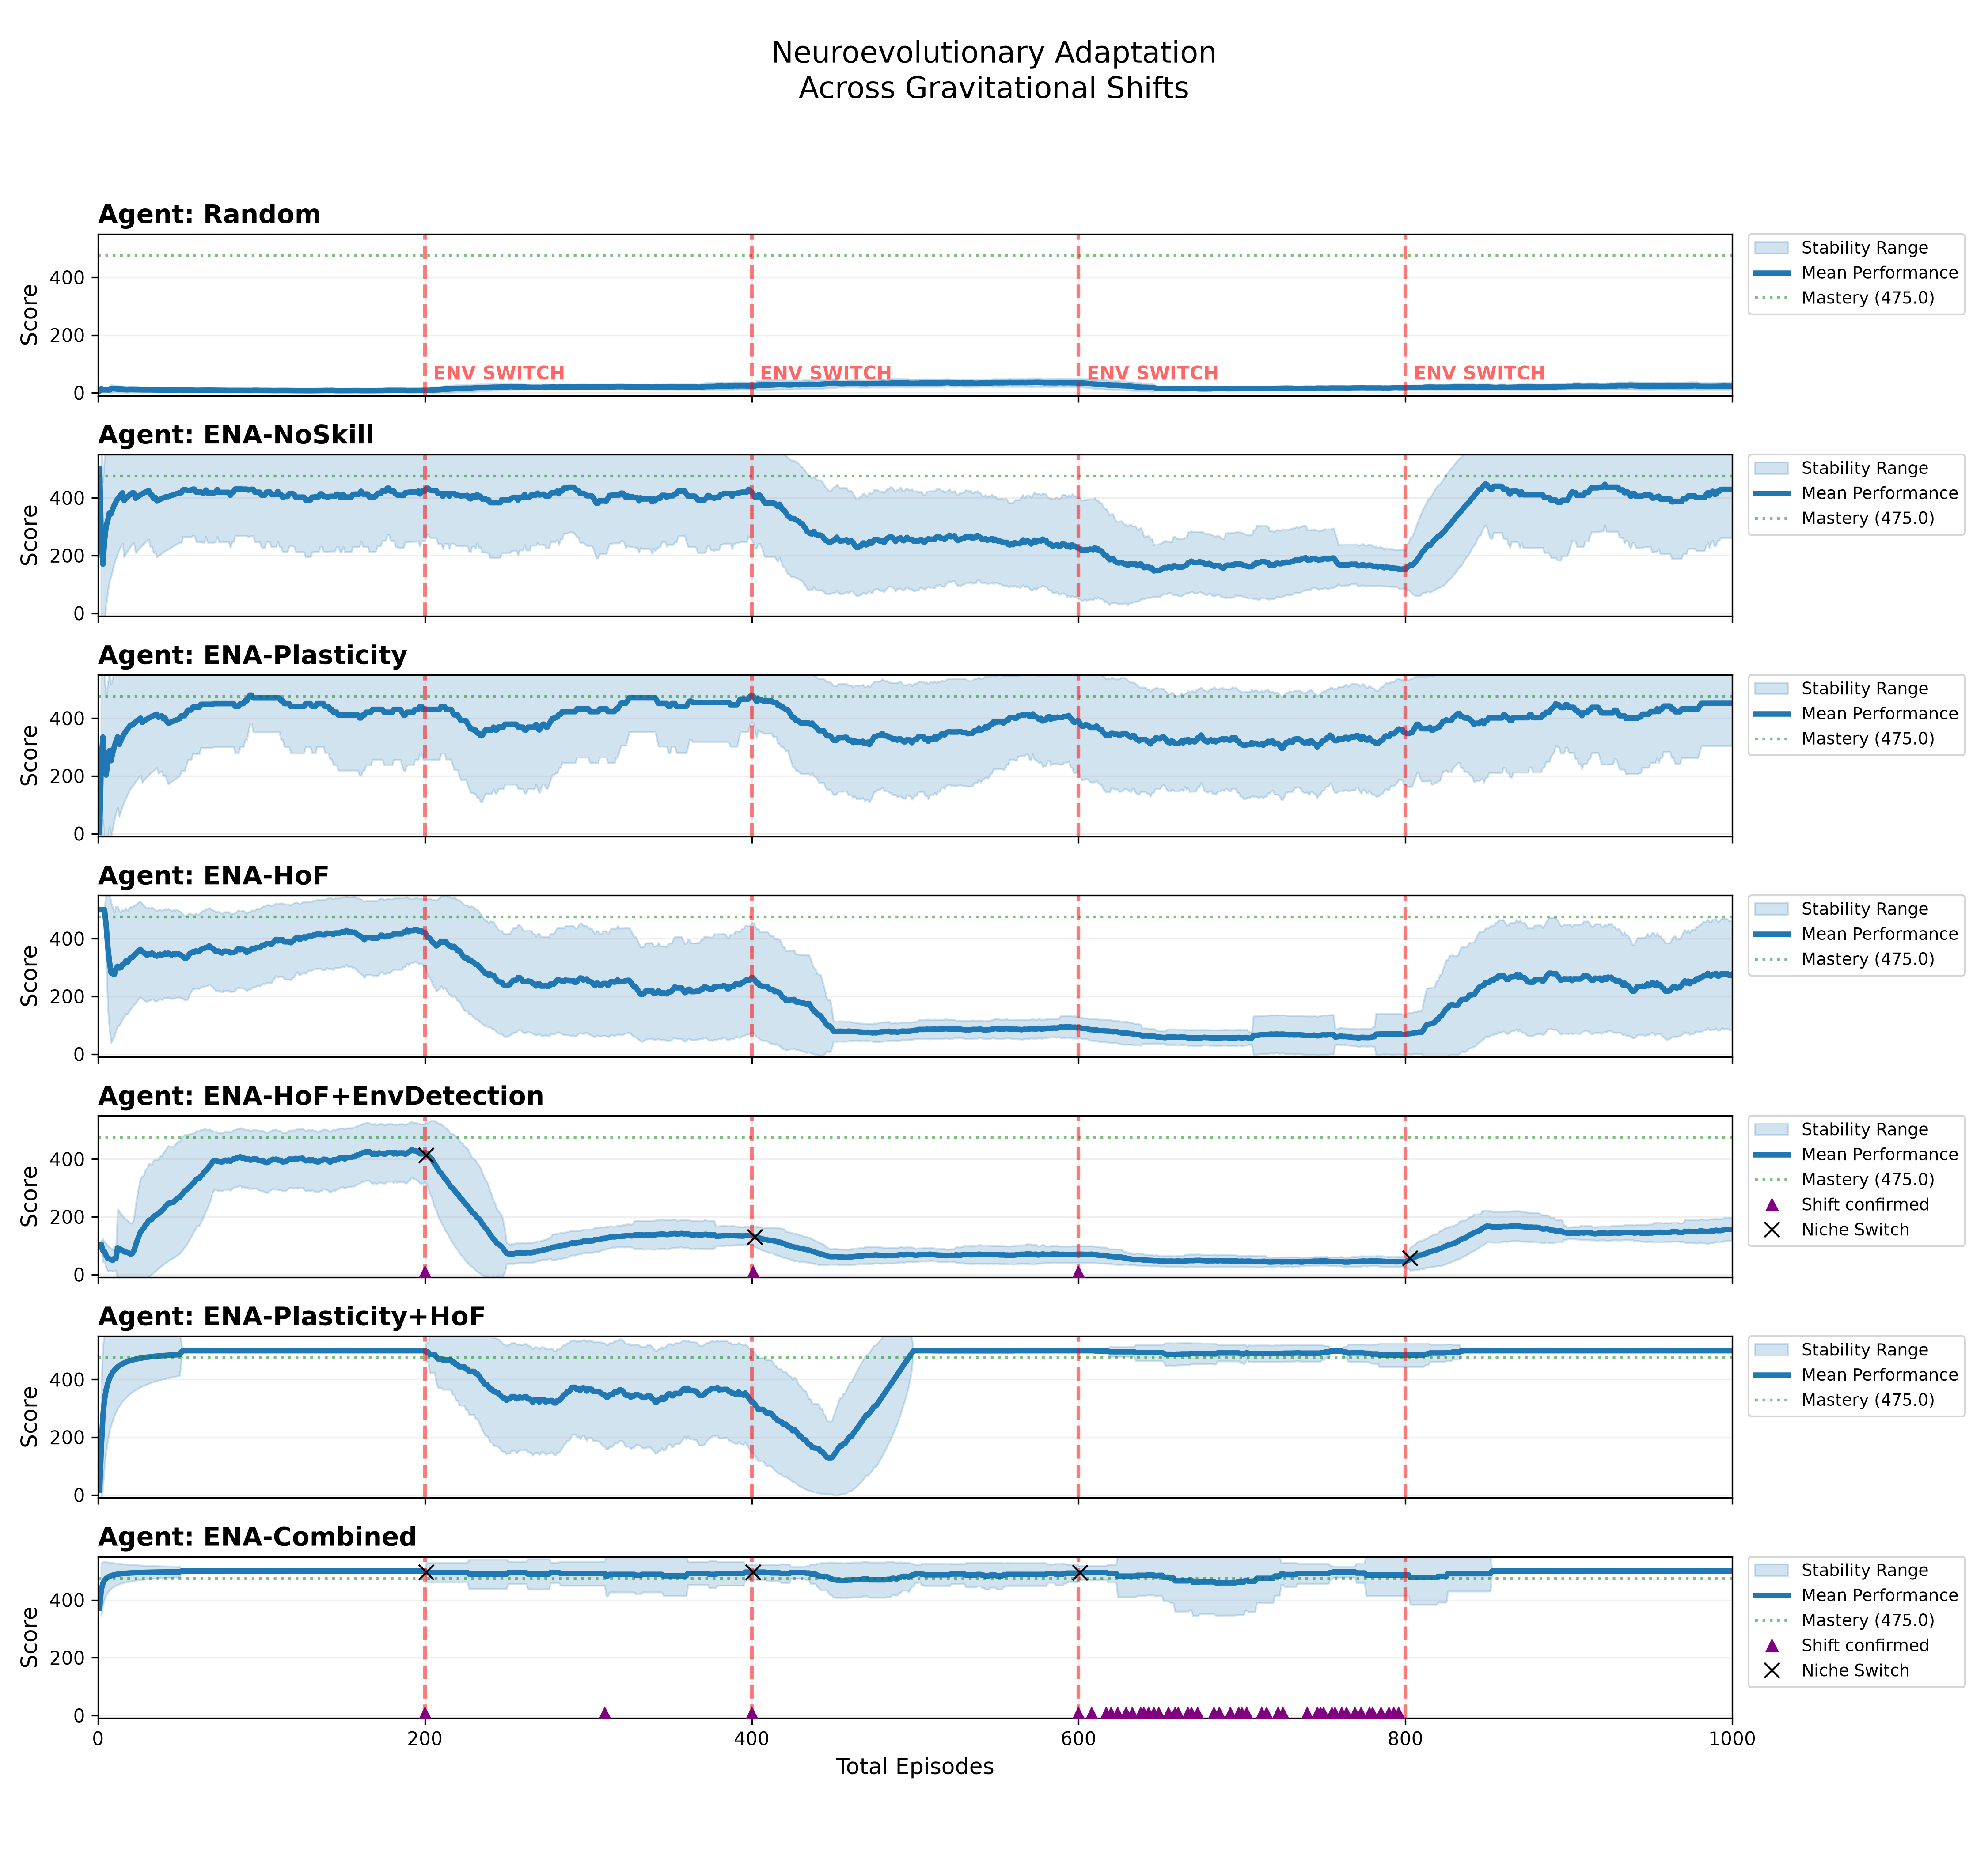 Neuroevolutionary Adaptation
Across Gravitational Shifts
Agent: Random
Score
400
200
0
ENV SWITCH
ENV SWITCH
ENV SWITCH
ENV SWITCH
Stability Range
Mean Performance
Mastery (475.0)
Agent: ENA-NoSkill
Score
400
200
0
Stability Range
Mean Performance
Mastery (475.0)
Agent: ENA-Plasticity
Score
400
200
0
Stability Range
Mean Performance
Mastery (475.0)
Agent: ENA-HoF
Score
400
200
0
Stability Range
Mean Performance
Mastery (475.0)
Agent: ENA-HoF+EnvDetection
Score
400
200
0
Stability Range
Mean Performance
Mastery (475.0)
Shift confirmed
Niche Switch
Agent: ENA-Plasticity+HoF
Score
400
200
0
Stability Range
Mean Performance
Mastery (475.0)
Agent: ENA-Combined
Score
400
200
0
Stability Range
Mean Performance
Mastery (475.0)
Shift confirmed
Niche Switch
0 200 400 600 800 1000
Total Episodes